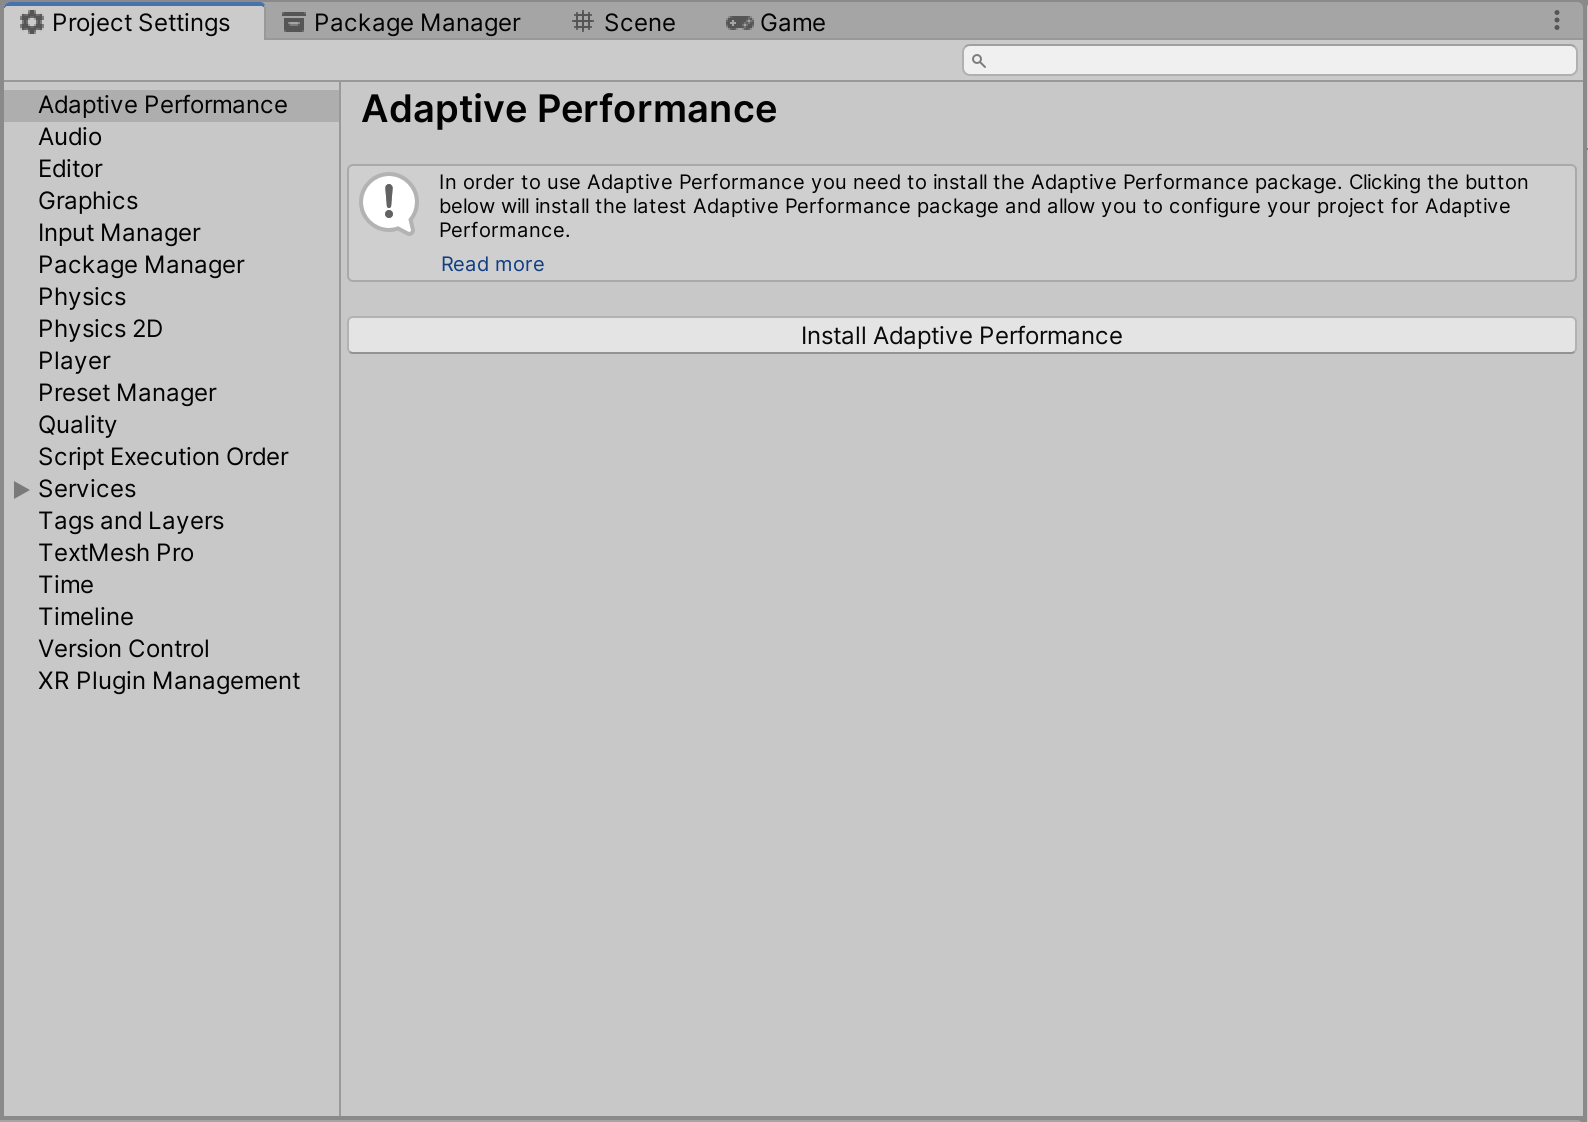 Project Settings
Package Manager
Scene
Game
Adaptive Performance
Audio
Editor
Graphics
Input Manager
Package Manager
Physics
Physics 2D
Player
Preset Manager
Quality
Script Execution Order
Services
Tags and Layers
TextMesh Pro
Time
Timeline
Version Control
XR Plugin Management
Adaptive Performance
In order to use Adaptive Performance you need to install the Adaptive Performance package. Clicking the button
below will install the latest Adaptive Performance package and allow you to configure your project for Adaptive
Performance.
Read more
Install Adaptive Performance